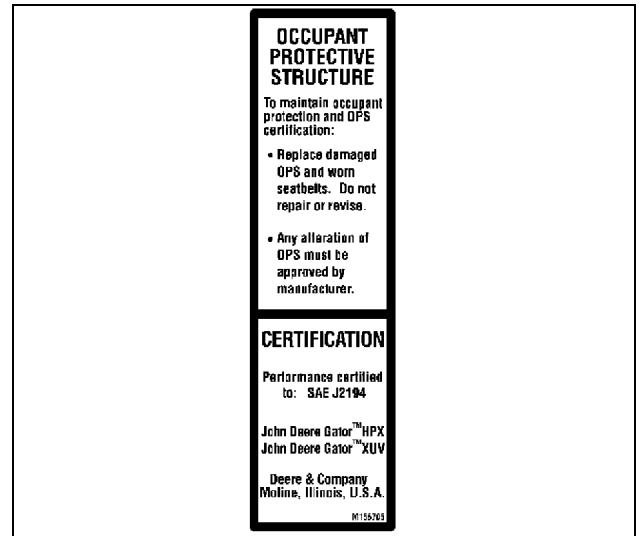 OCCUPANT
PROTECTIVE
STRUCTURE
To maintain occupant
protection and OPS
certification:
• Replace damaged
OPS and worn
seatbelts. Do not
repair or revise.
• Any alteration of
OPS must be
approved by
manufacturer.
CERTIFICATION
Performance certified
to: SAE J2194
John Deere Gator™HPX
John Deere Gator™XUV
Deere & Company
Moline, Illinois, U.S.A.